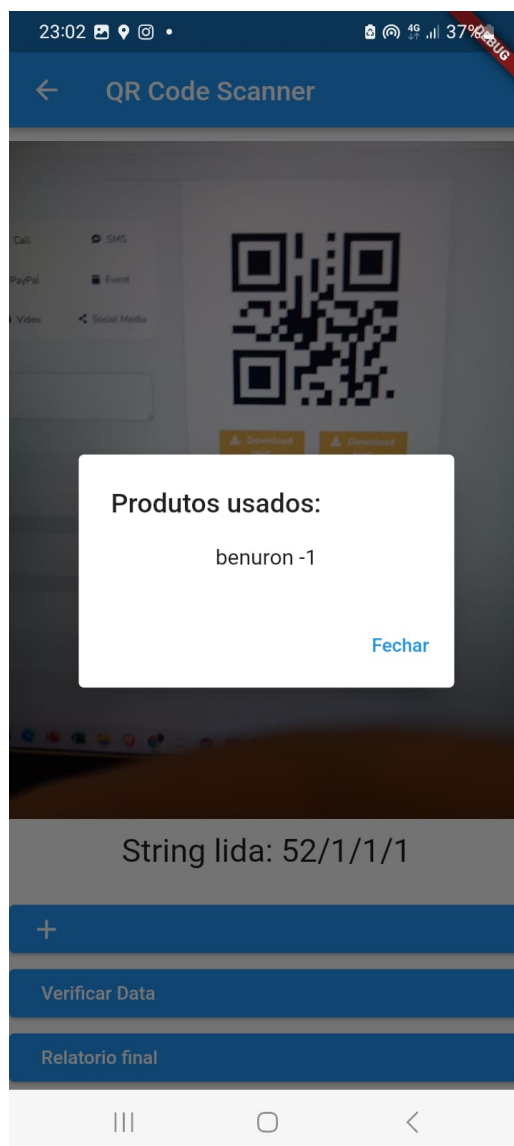 23:02
4G
37%
DEBUG
QR Code Scanner
Call
SMS
PayPal
Event
Video
Social Media
Download
Download
Produtos usados:
benuron -1
Fechar
String lida: 52/1/1/1
+
Verificar Data
Relatorio final